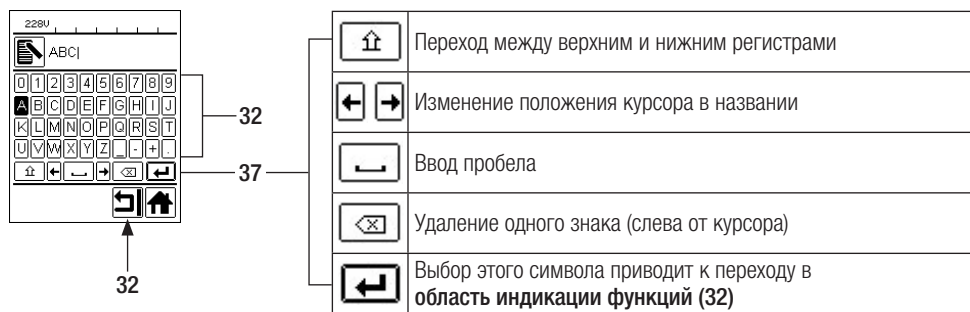 228V
ABC|
0 1 2 3 4 5 6 7 8 9
A B C D E F G H I J
K L M N O P Q R S T
U V W X Y Z _ - + .
32
37
32
Переход между верхним и нижним регистрами
Изменение положения курсора в названии
Ввод пробела
Удаление одного знака (слева от курсора)
Выбор этого символа приводит к переходу в
область индикации функций (32)